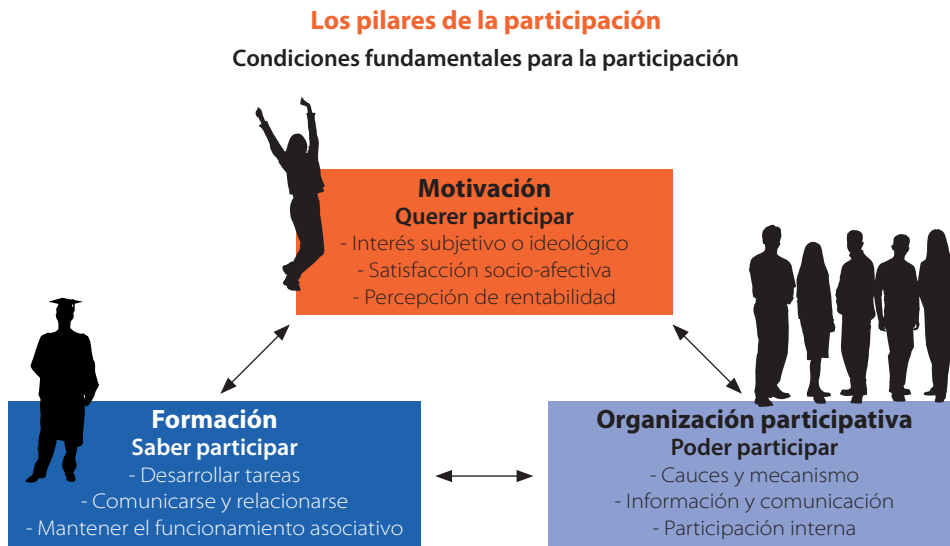 Los pilares de la participación
Condiciones fundamentales para la participación
Motivación
Querer participar
- Interés subjetivo o ideológico
- Satisfacción socio-afectiva
- Percepción de rentabilidad
Formación
Saber participar
- Desarrollar tareas
- Comunicarse y relacionarse
- Mantener el funcionamiento asociativo
Organización participativa
Poder participar
- Cauces y mecanismo
- Información y comunicación
- Participación interna